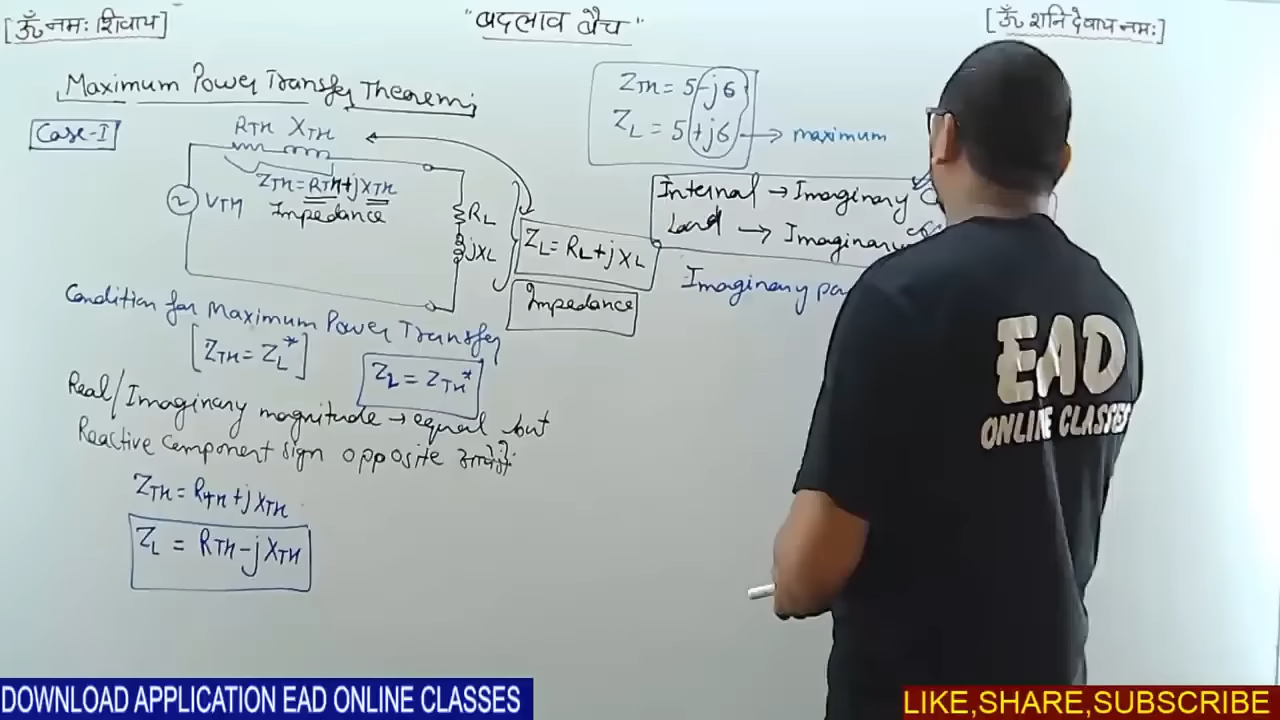 [ॐ नमः शिवाय]
"बदलाव बैच"
[ॐ शनि देवाय नमः]
Maximum Power Transfer Theorem:
Case-I
RTH XTH
ZTH = RTH + jXTH
Impedance
VTH
RL
jXL
ZL = RL + jXL
Impedance
ZTH = 5 - j6
ZL = 5 + j6 → maximum
Internal → Imaginary
Load → Imaginary
Imaginary
Condition for Maximum Power Transfer
[ZTH = ZL*]
ZL = ZTH*
Real/Imaginary magnitude → equal but
Reactive Component sign opposite
ZTH = RTH + jXTH
ZL = RTH - jXTH
EAD
ONLINE CLASSES
DOWNLOAD APPLICATION EAD ONLINE CLASSES
LIKE,SHARE,SUBSCRIBE